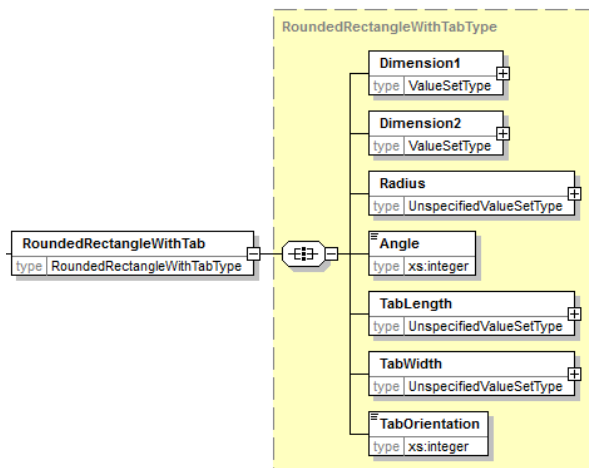 RoundedRectangleWithTabType
Dimension1
type ValueSetType
Dimension2
type ValueSetType
Radius
type UnspecifiedValueSetType
RoundedRectangleWithTab
type RoundedRectangleWithTabType
Angle
type xs:integer
TabLength
type UnspecifiedValueSetType
TabWidth
type UnspecifiedValueSetType
TabOrientation
type xs:integer